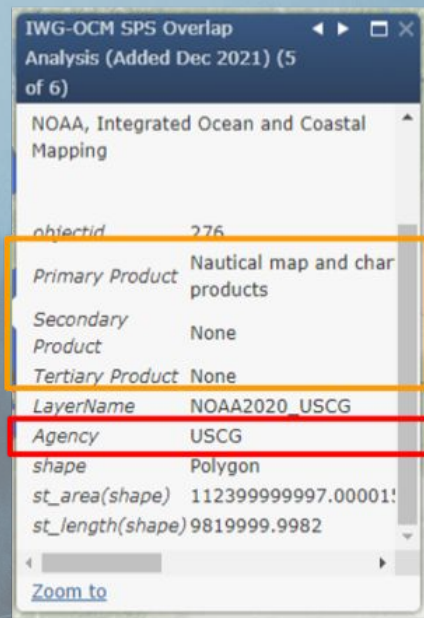 IWG-OCM SPS Overlap
Analysis (Added Dec 2021) (5
of 6)
NOAA, Integrated Ocean and Coastal
Mapping
objectid 276
Primary Product Nautical map and char
products
Secondary
Product None
Tertiary Product None
LayerName NOAA2020_USCG
Agency USCG
shape Polygon
st_area(shape) 112399999997.000015
st_length(shape) 9819999.9982
Zoom to